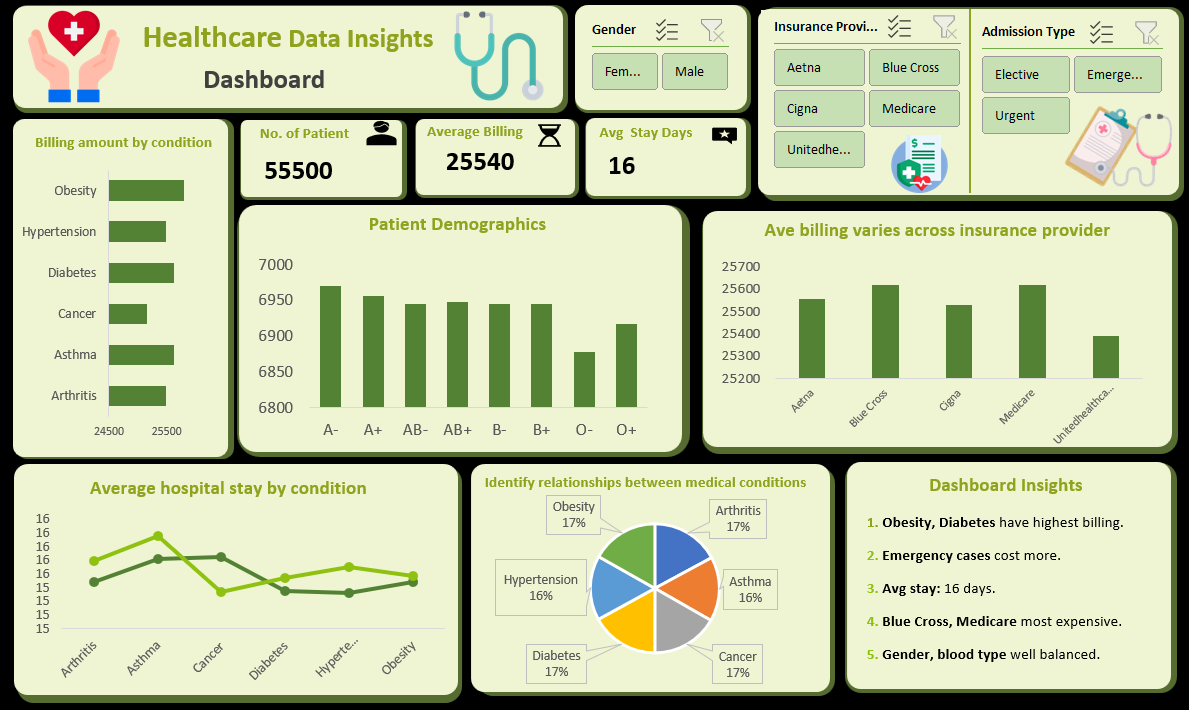 Healthcare Data Insights
Dashboard
Gender
Fem...
Male
Insurance Provi...
Aetna
Blue Cross
Cigna
Medicare
Unitedhe...
Admission Type
Elective
Emerge...
Urgent
Billing amount by condition
Obesity
Hypertension
Diabetes
Cancer
Asthma
Arthritis
24500
25500
No. of Patient
55500
Average Billing
25540
Avg Stay Days
16
Patient Demographics
7000
6950
6900
6850
6800
A-
A+
AB-
AB+
B-
B+
O-
O+
Ave billing varies across insurance provider
25700
25600
25500
25400
25300
25200
Aetna
Blue Cross
Cigna
Medicare
Unitedhealthca...
Average hospital stay by condition
16
16
16
16
16
15
15
15
15
Arthritis
Asthma
Cancer
Diabetes
Hyperte...
Obesity
Identify relationships between medical conditions
Obesity
17%
Arthritis
17%
Hypertension
16%
Asthma
16%
Diabetes
17%
Cancer
17%
Dashboard Insights
1. Obesity, Diabetes have highest billing.
2. Emergency cases cost more.
3. Avg stay: 16 days.
4. Blue Cross, Medicare most expensive.
5. Gender, blood type well balanced.